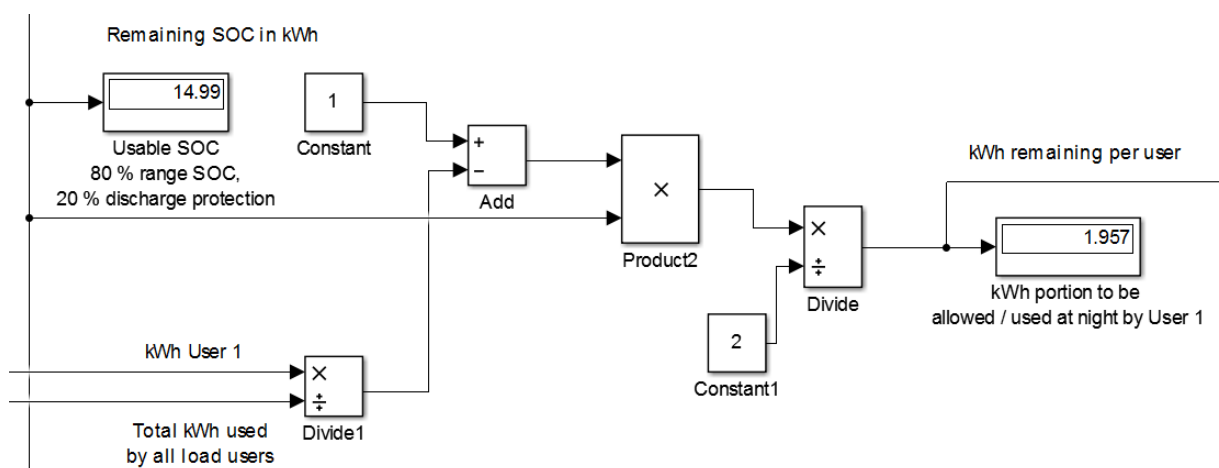 Remaining SOC in kWh
14.99
Usable SOC
80 % range SOC,
20 % discharge protection
1
Constant
+
−
Add
×
Product2
kWh remaining per user
×
÷
Divide
1.957
kWh portion to be
allowed / used at night by User 1
2
Constant1
kWh User 1
×
÷
Divide1
Total kWh used
by all load users